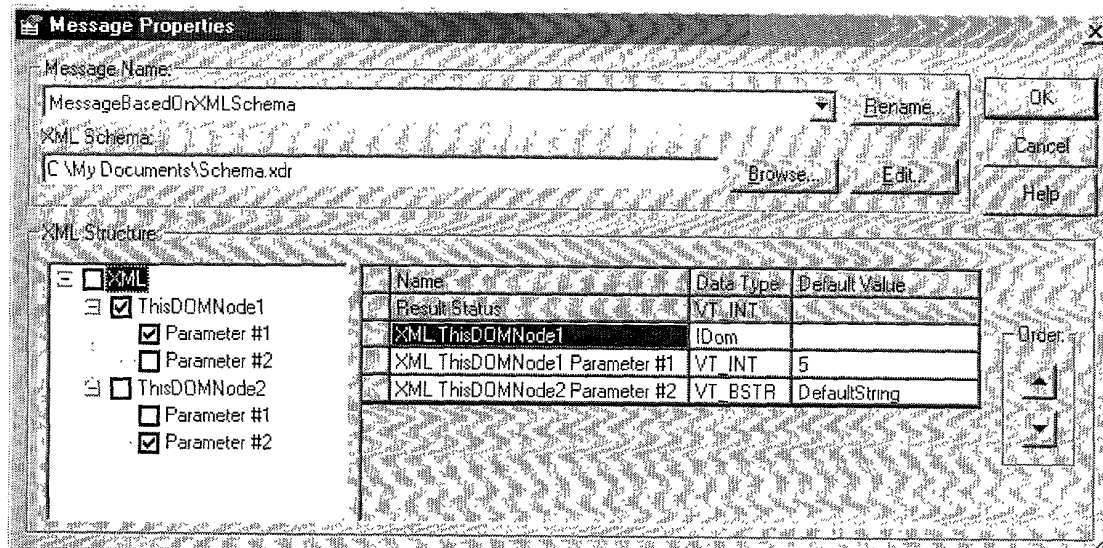 Message Properties
Message Name:
MessageBasedOnXMLSchema
Rename...
OK
XML Schema:
Cancel
C:\My Documents\Schema.xdr
Browse...
Edit...
Help
XML Structure:
XML
ThisDOMNode1
Parameter #1
Parameter #2
ThisDOMNode2
Parameter #1
Parameter #2
Name Data Type Default Value
Result Status VT_INT
XML ThisDOMNode1 IDom
XML ThisDOMNode1 Parameter #1 VT_INT 5
XML ThisDOMNode2 Parameter #2 VT_BSTR DefaultString
Order: